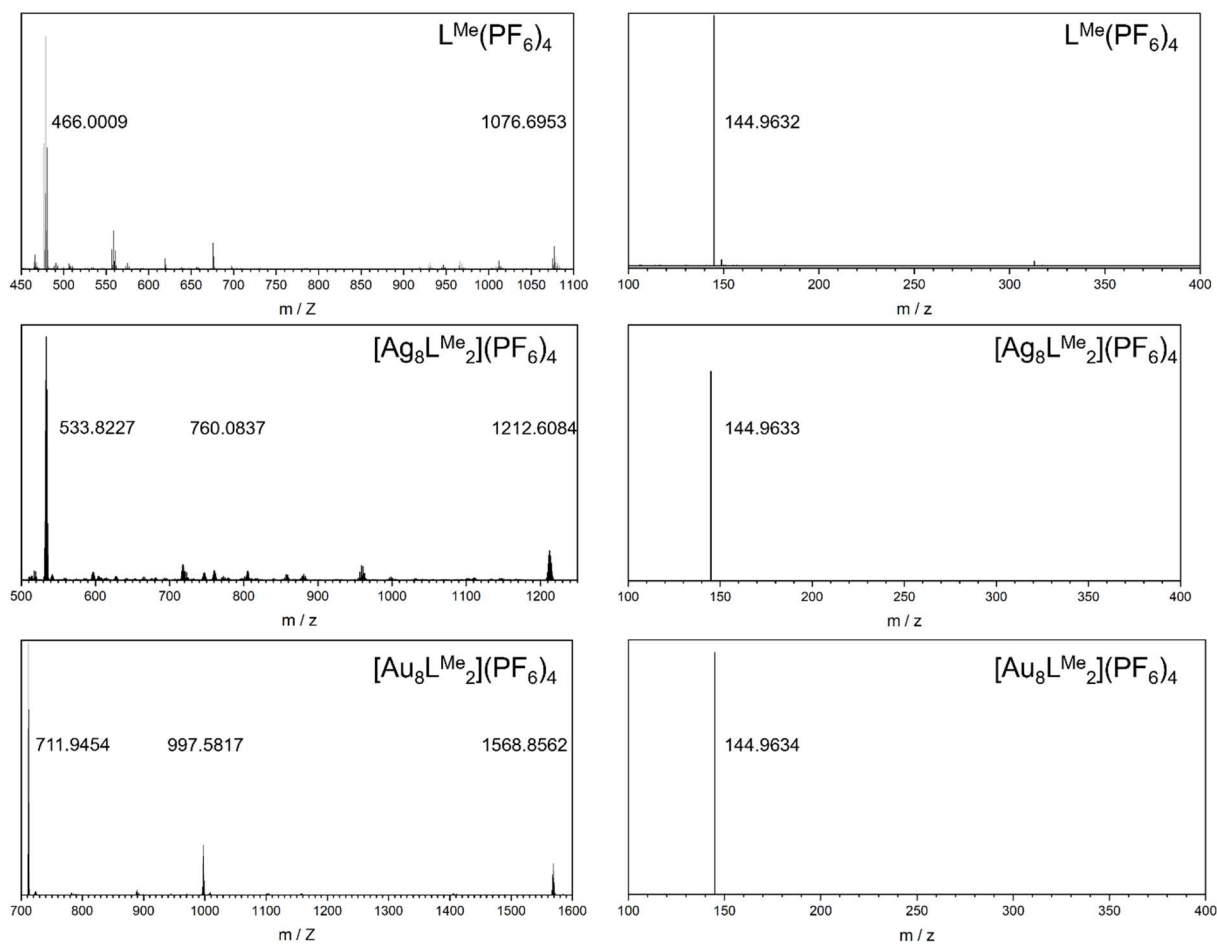 L^Me(PF₆)₄
466.0009 1076.6953
450 500 550 600 650 700 750 800 850 900 950 1000 1050 1100
m / Z
L^Me(PF₆)₄
144.9632
100 150 200 250 300 350 400
m / z
[Ag₈L^Me₂](PF₆)₄
533.8227 760.0837 1212.6084
500 600 700 800 900 1000 1100 1200
m / z
[Ag₈L^Me₂](PF₆)₄
144.9633
100 150 200 250 300 350 400
m / z
[Au₈L^Me₂](PF₆)₄
711.9454 997.5817 1568.8562
700 800 900 1000 1100 1200 1300 1400 1500 1600
m / Z
[Au₈L^Me₂](PF₆)₄
144.9634
100 150 200 250 300 350 400
m / z